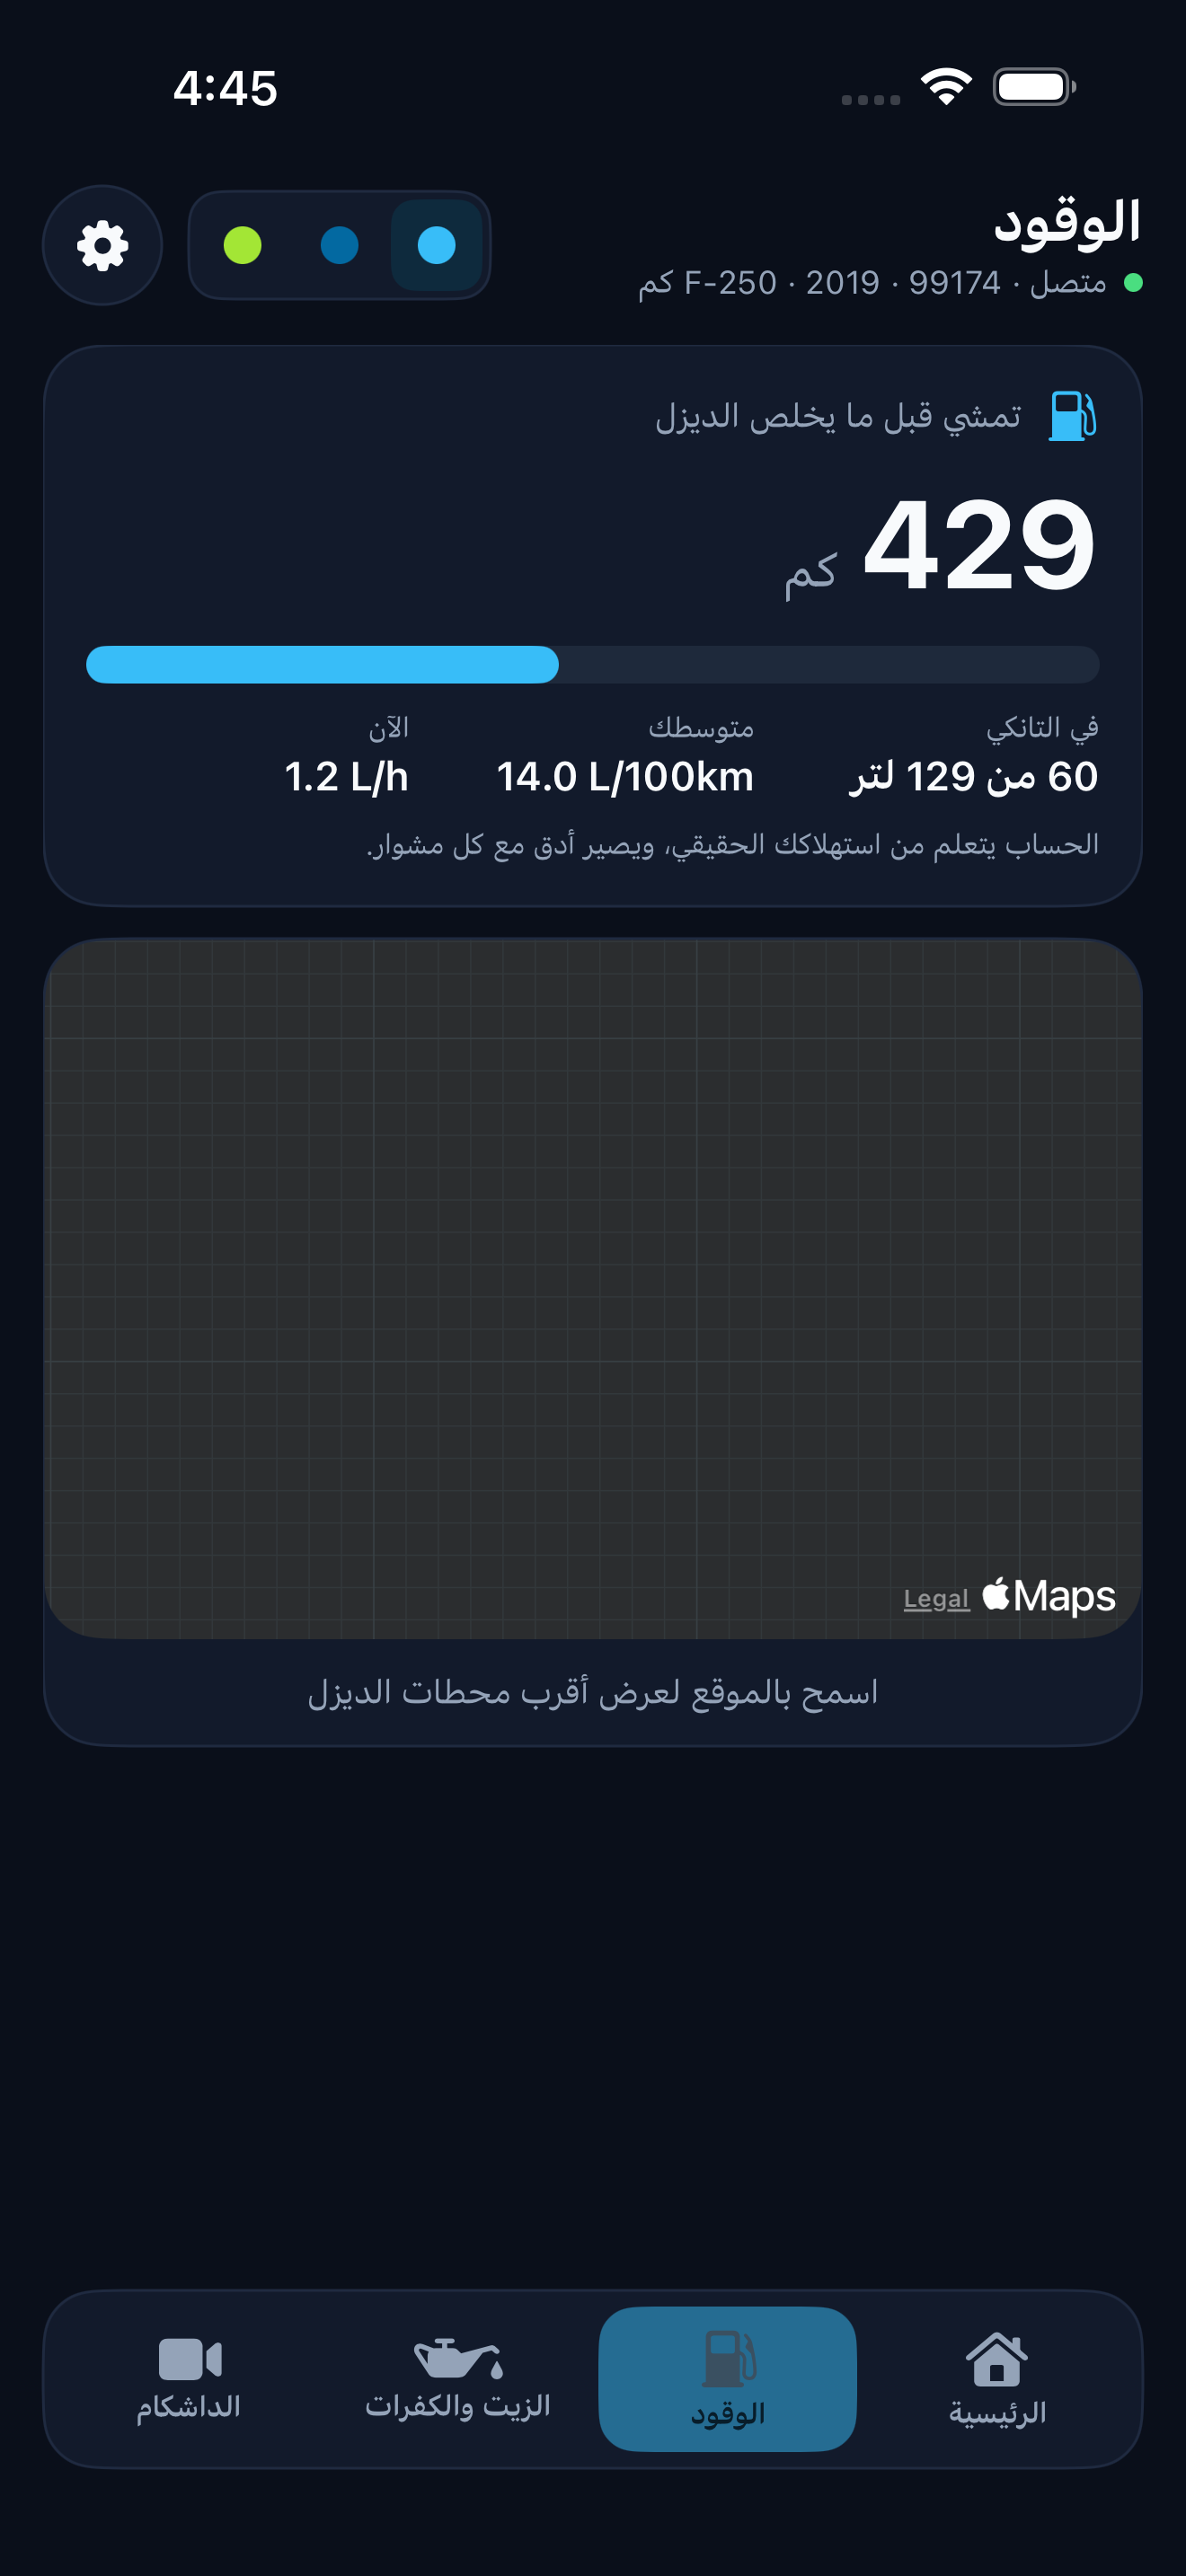 4:45
الوقود
متصل · F-250 · 2019 · 99174 كم
تمشي قبل ما يخلص الديزل
429 كم
في التانكي
60 من 129 لتر
متوسطك
14.0 L/100km
الآن
1.2 L/h
الحساب يتعلم من استهلاكك الحقيقي، ويصير أدق مع كل مشوار.
Legal Maps
اسمح بالموقع لعرض أقرب محطات الديزل
الرئيسية
الوقود
الزيت والكفرات
الداشكام